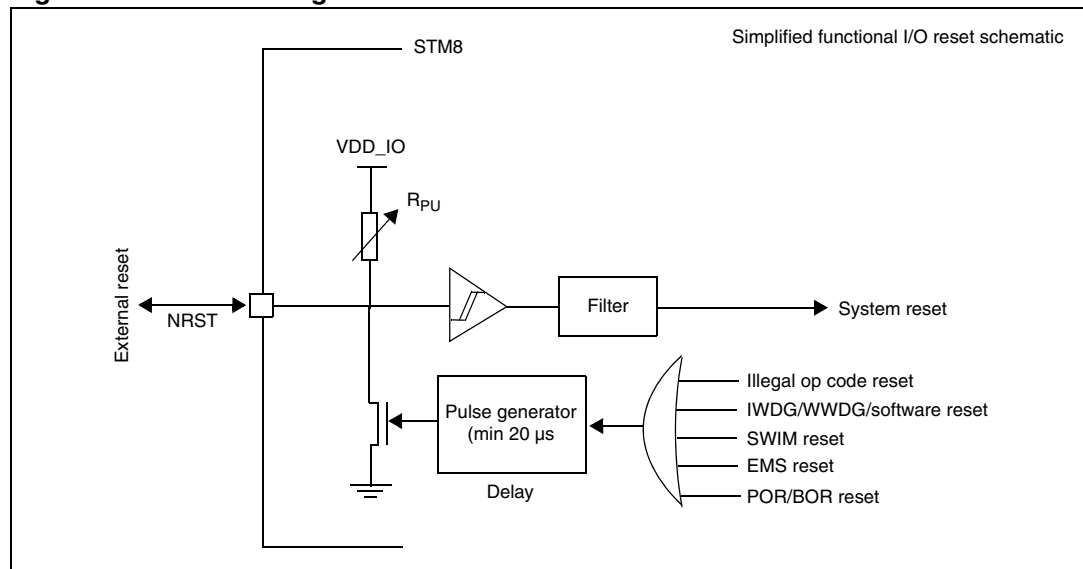 Simplified functional I/O reset schematic
STM8
VDD_IO
RPU
External reset
NRST
Filter
System reset
Pulse generator
(min 20 µs
Delay
Illegal op code reset
IWDG/WWDG/software reset
SWIM reset
EMS reset
POR/BOR reset